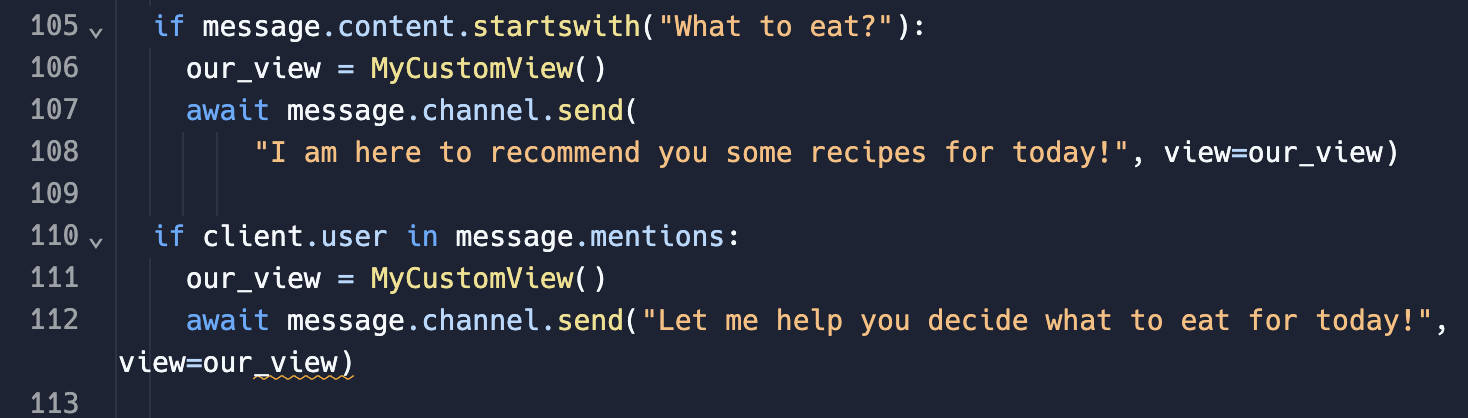 105 if message.content.startswith("What to eat?"):
106 our_view = MyCustomView()
107 await message.channel.send(
108 "I am here to recommend you some recipes for today!", view=our_view)
109
110 if client.user in message.mentions:
111 our_view = MyCustomView()
112 await message.channel.send("Let me help you decide what to eat for today!",
view=our_view)
113